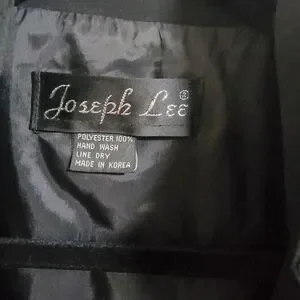 Joseph Lee®
POLYESTER 100%
HAND WASH
LINE DRY
MADE IN KOREA